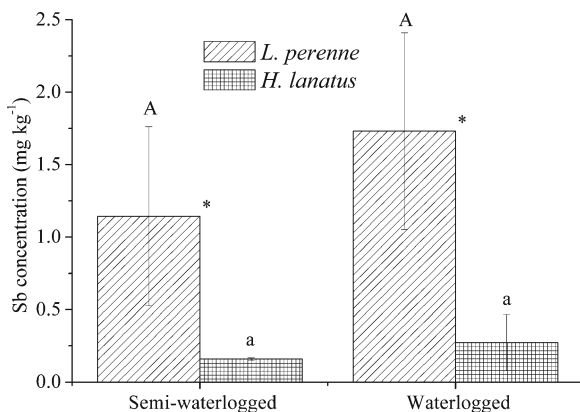 2.5
2.0
1.5
1.0
0.5
0.0
Sb concentration (mg kg⁻¹)
L. perenne
H. lanatus
A
*
a
A
*
a
Semi-waterlogged
Waterlogged